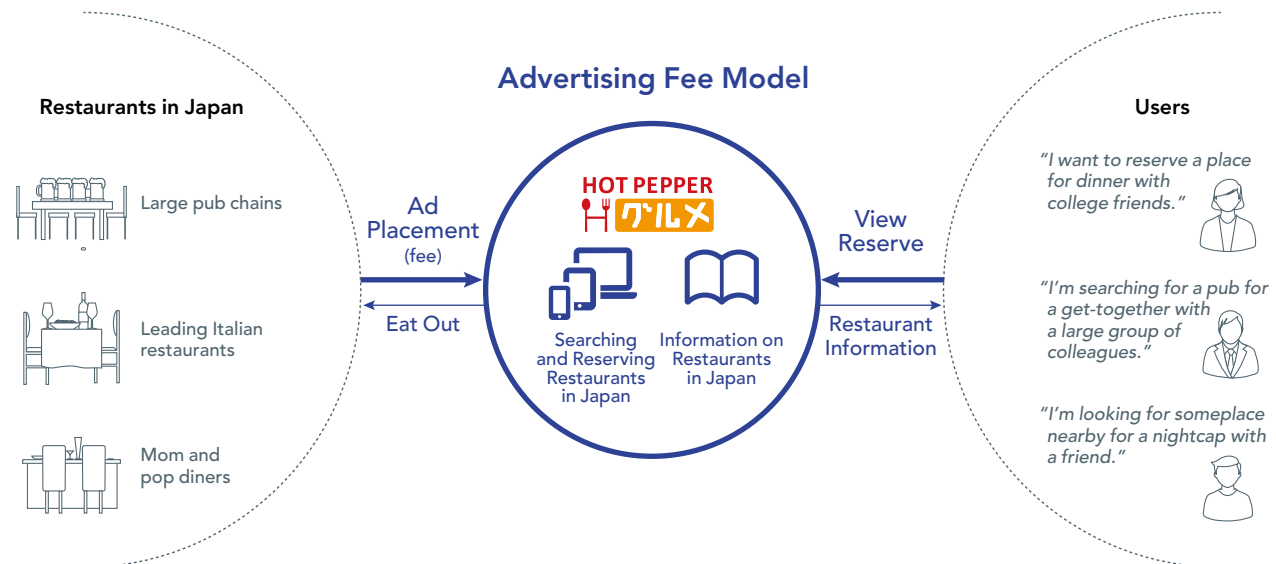 Advertising Fee Model
Restaurants in Japan
Large pub chains
Leading Italian
restaurants
Mom and
pop diners
Ad
Placement
(fee)
Eat Out
HOT PEPPER
グルメ
Searching
and Reserving
Restaurants
in Japan
Information on
Restaurants
in Japan
View
Reserve
Restaurant
Information
Users
“I want to reserve a place
for dinner with
college friends.”
“I’m searching for a pub for
a get-together with
a large group of
colleagues.”
“I’m looking for someplace
nearby for a nightcap with
a friend.”